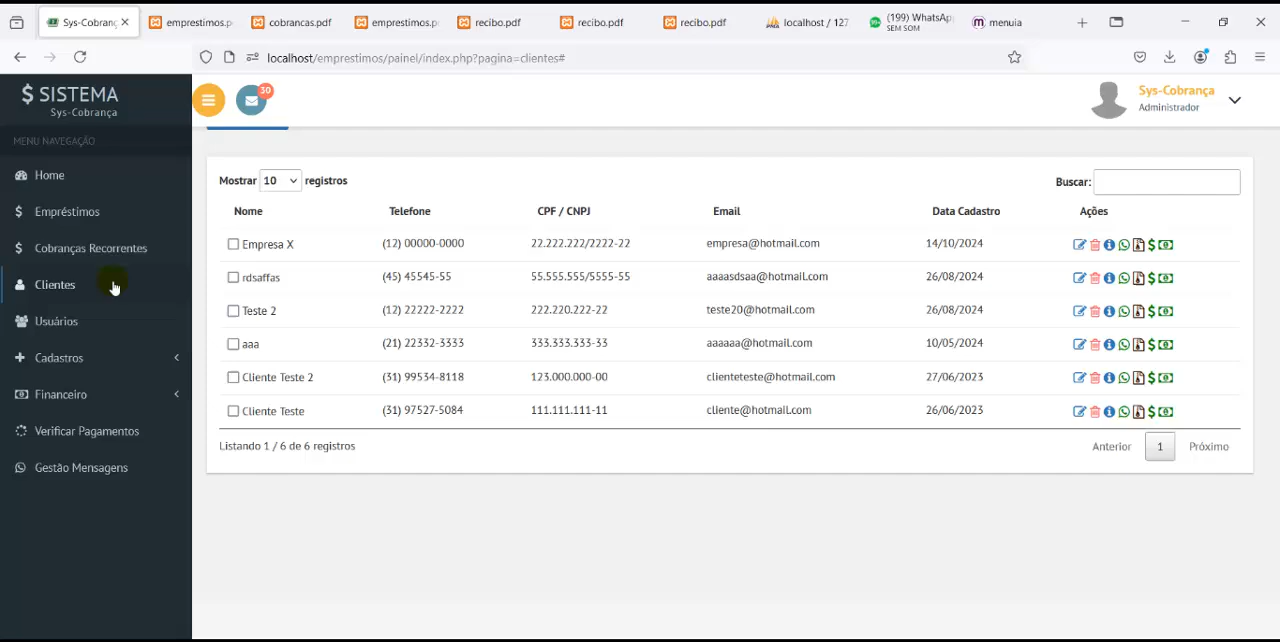 Sys-Cobranç
emprestimos.p
cobrancas.pdf
emprestimos.p
recibo.pdf
recibo.pdf
recibo.pdf
localhost / 127
(199) WhatsAp
SEM SOM
menuia
localhost/emprestimos/painel/index.php?pagina=clientes#
$ SISTEMA
Sys-Cobrança
30
Sys-Cobrança
Administrador
MENU NAVEGAÇÃO
Home
$ Empréstimos
$ Cobranças Recorrentes
Clientes
Usuários
Cadastros
Financeiro
Verificar Pagamentos
Gestão Mensagens
Mostrar 10 registros
Buscar:
Nome Telefone CPF / CNPJ Email Data Cadastro Ações
Empresa X (12) 00000-0000 22.222.222/2222-22 empresa@hotmail.com 14/10/2024
rdsaffas (45) 45545-55 55.555.555/5555-55 aaaasdsaa@hotmail.com 26/08/2024
Teste 2 (12) 22222-2222 222.220.222-22 teste20@hotmail.com 26/08/2024
aaa (21) 22332-3333 333.333.333-33 aaaaaa@hotmail.com 10/05/2024
Cliente Teste 2 (31) 99534-8118 123.000.000-00 clienteteste@hotmail.com 27/06/2023
Cliente Teste (31) 97527-5084 111.111.111-11 cliente@hotmail.com 26/06/2023
Listando 1 / 6 de 6 registros
Anterior 1 Próximo